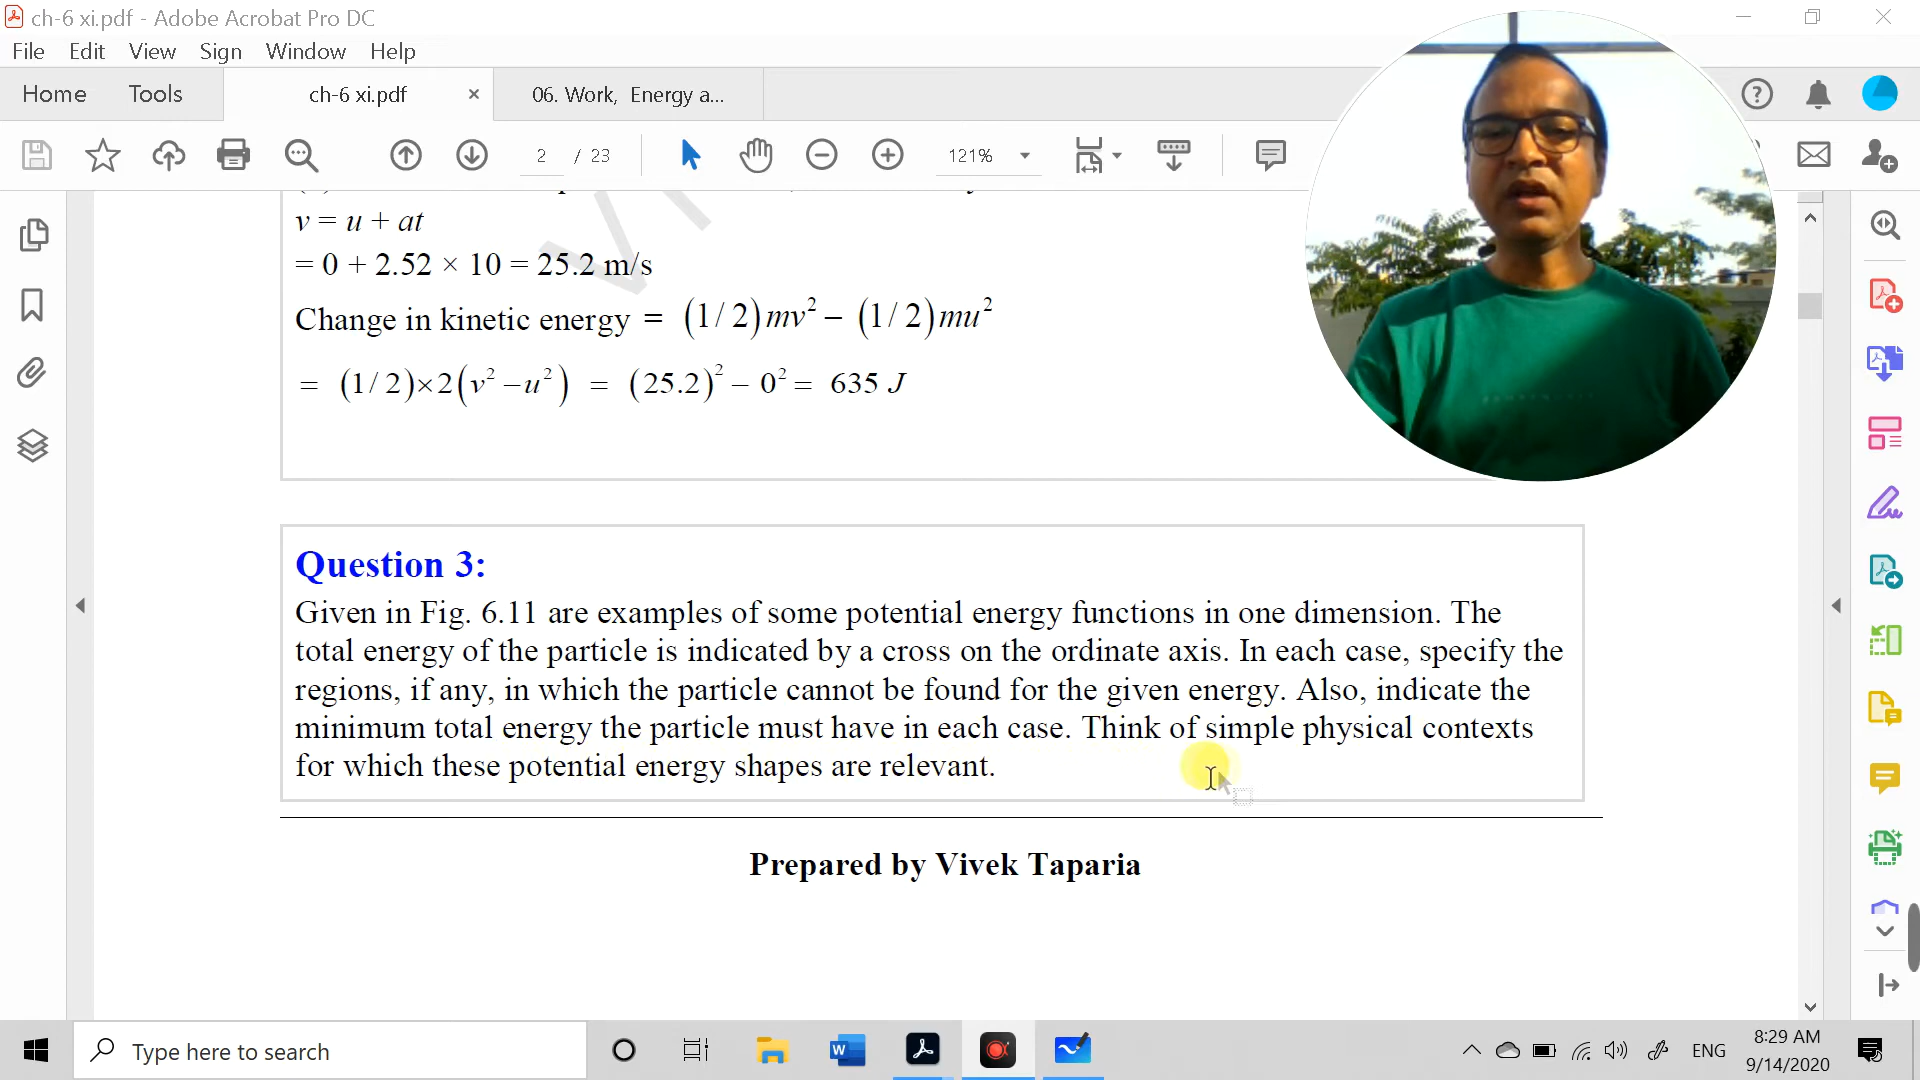 ch-6 xi.pdf - Adobe Acrobat Pro DC
File Edit View Sign Window Help
Home Tools ch-6 xi.pdf × 06. Work, Energy a...
2 / 23 121%
v = u + at
= 0 + 2.52 × 10 = 25.2 m/s
Change in kinetic energy = (1/2)mv² − (1/2)mu²
= (1/2)×2(v² −u²) = (25.2)² − 0² = 635 J
Question 3:
Given in Fig. 6.11 are examples of some potential energy functions in one dimension. The
total energy of the particle is indicated by a cross on the ordinate axis. In each case, specify the
regions, if any, in which the particle cannot be found for the given energy. Also, indicate the
minimum total energy the particle must have in each case. Think of simple physical contexts
for which these potential energy shapes are relevant.
Prepared by Vivek Taparia
Type here to search
ENG
8:29 AM
9/14/2020